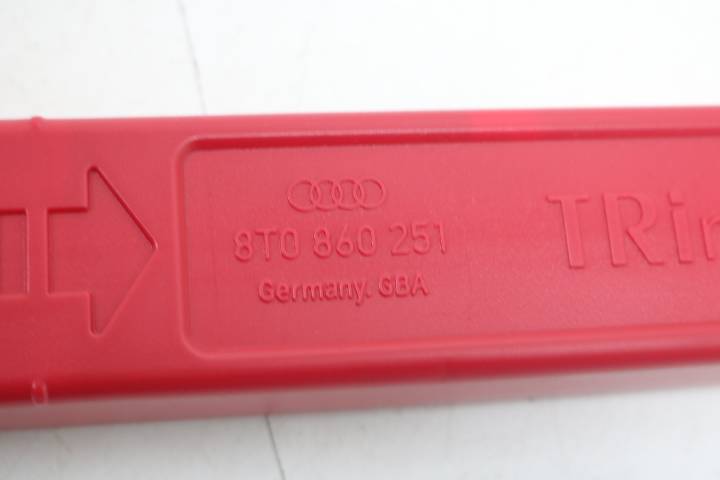 8T0 860 251
Germany. GBA
TRi